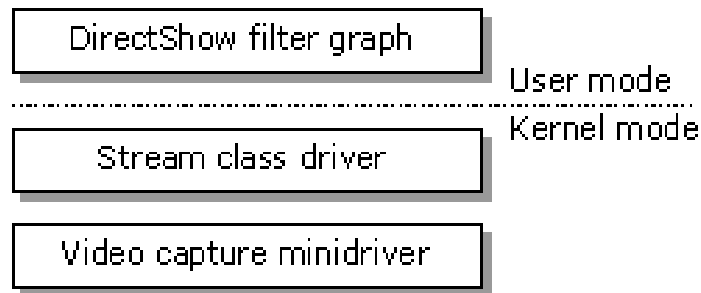 DirectShow filter graph
User mode
Kernel mode
Stream class driver
Video capture minidriver